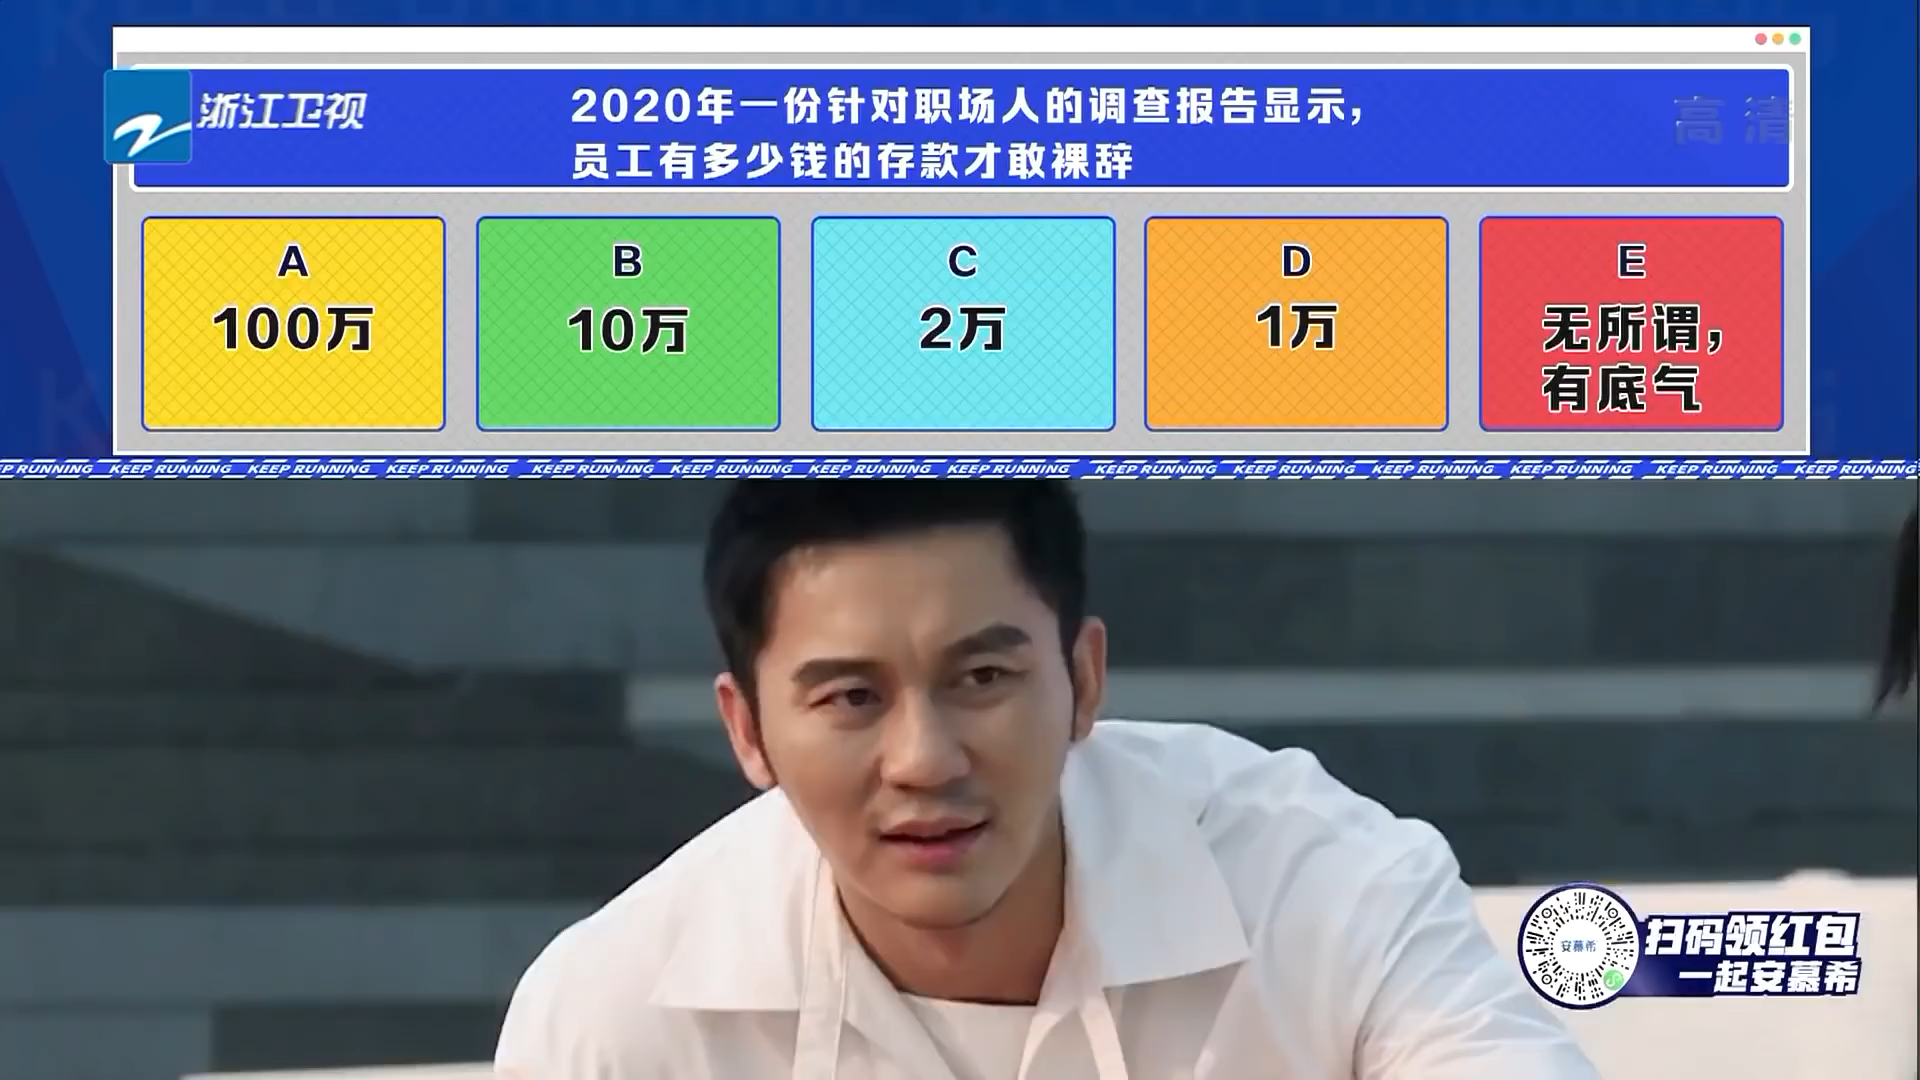 浙江卫视
高清
2020年一份针对职场人的调查报告显示,
员工有多少钱的存款才敢裸辞
A
100万
B
10万
C
2万
D
1万
E
无所谓,
有底气
EP RUNNING KEEP RUNNING KEEP RUNNING KEEP RUNNING KEEP RUNNING KEEP RUNNING KEEP RUNNING KEEP RUNNING KEEP RUNNING KEEP RUNNING KEEP RUNNING KEEP RUNNING KEEP RUNNING KEEP RUNNING
安慕希
扫码领红包
一起安慕希